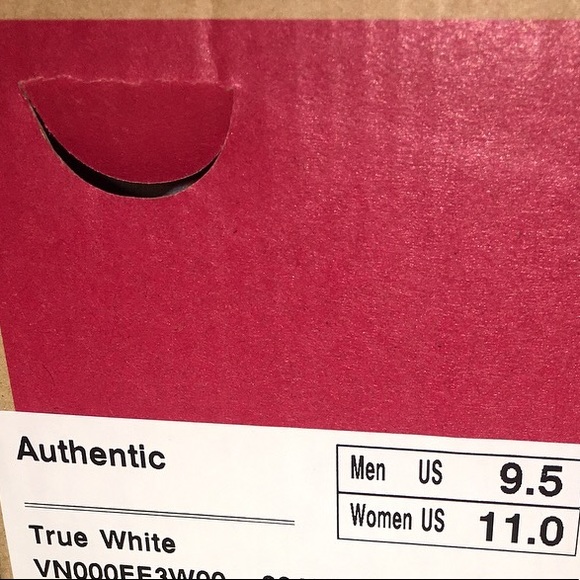 Authentic
Men US 9.5
Women US 11.0
True White
VN000EE3W00